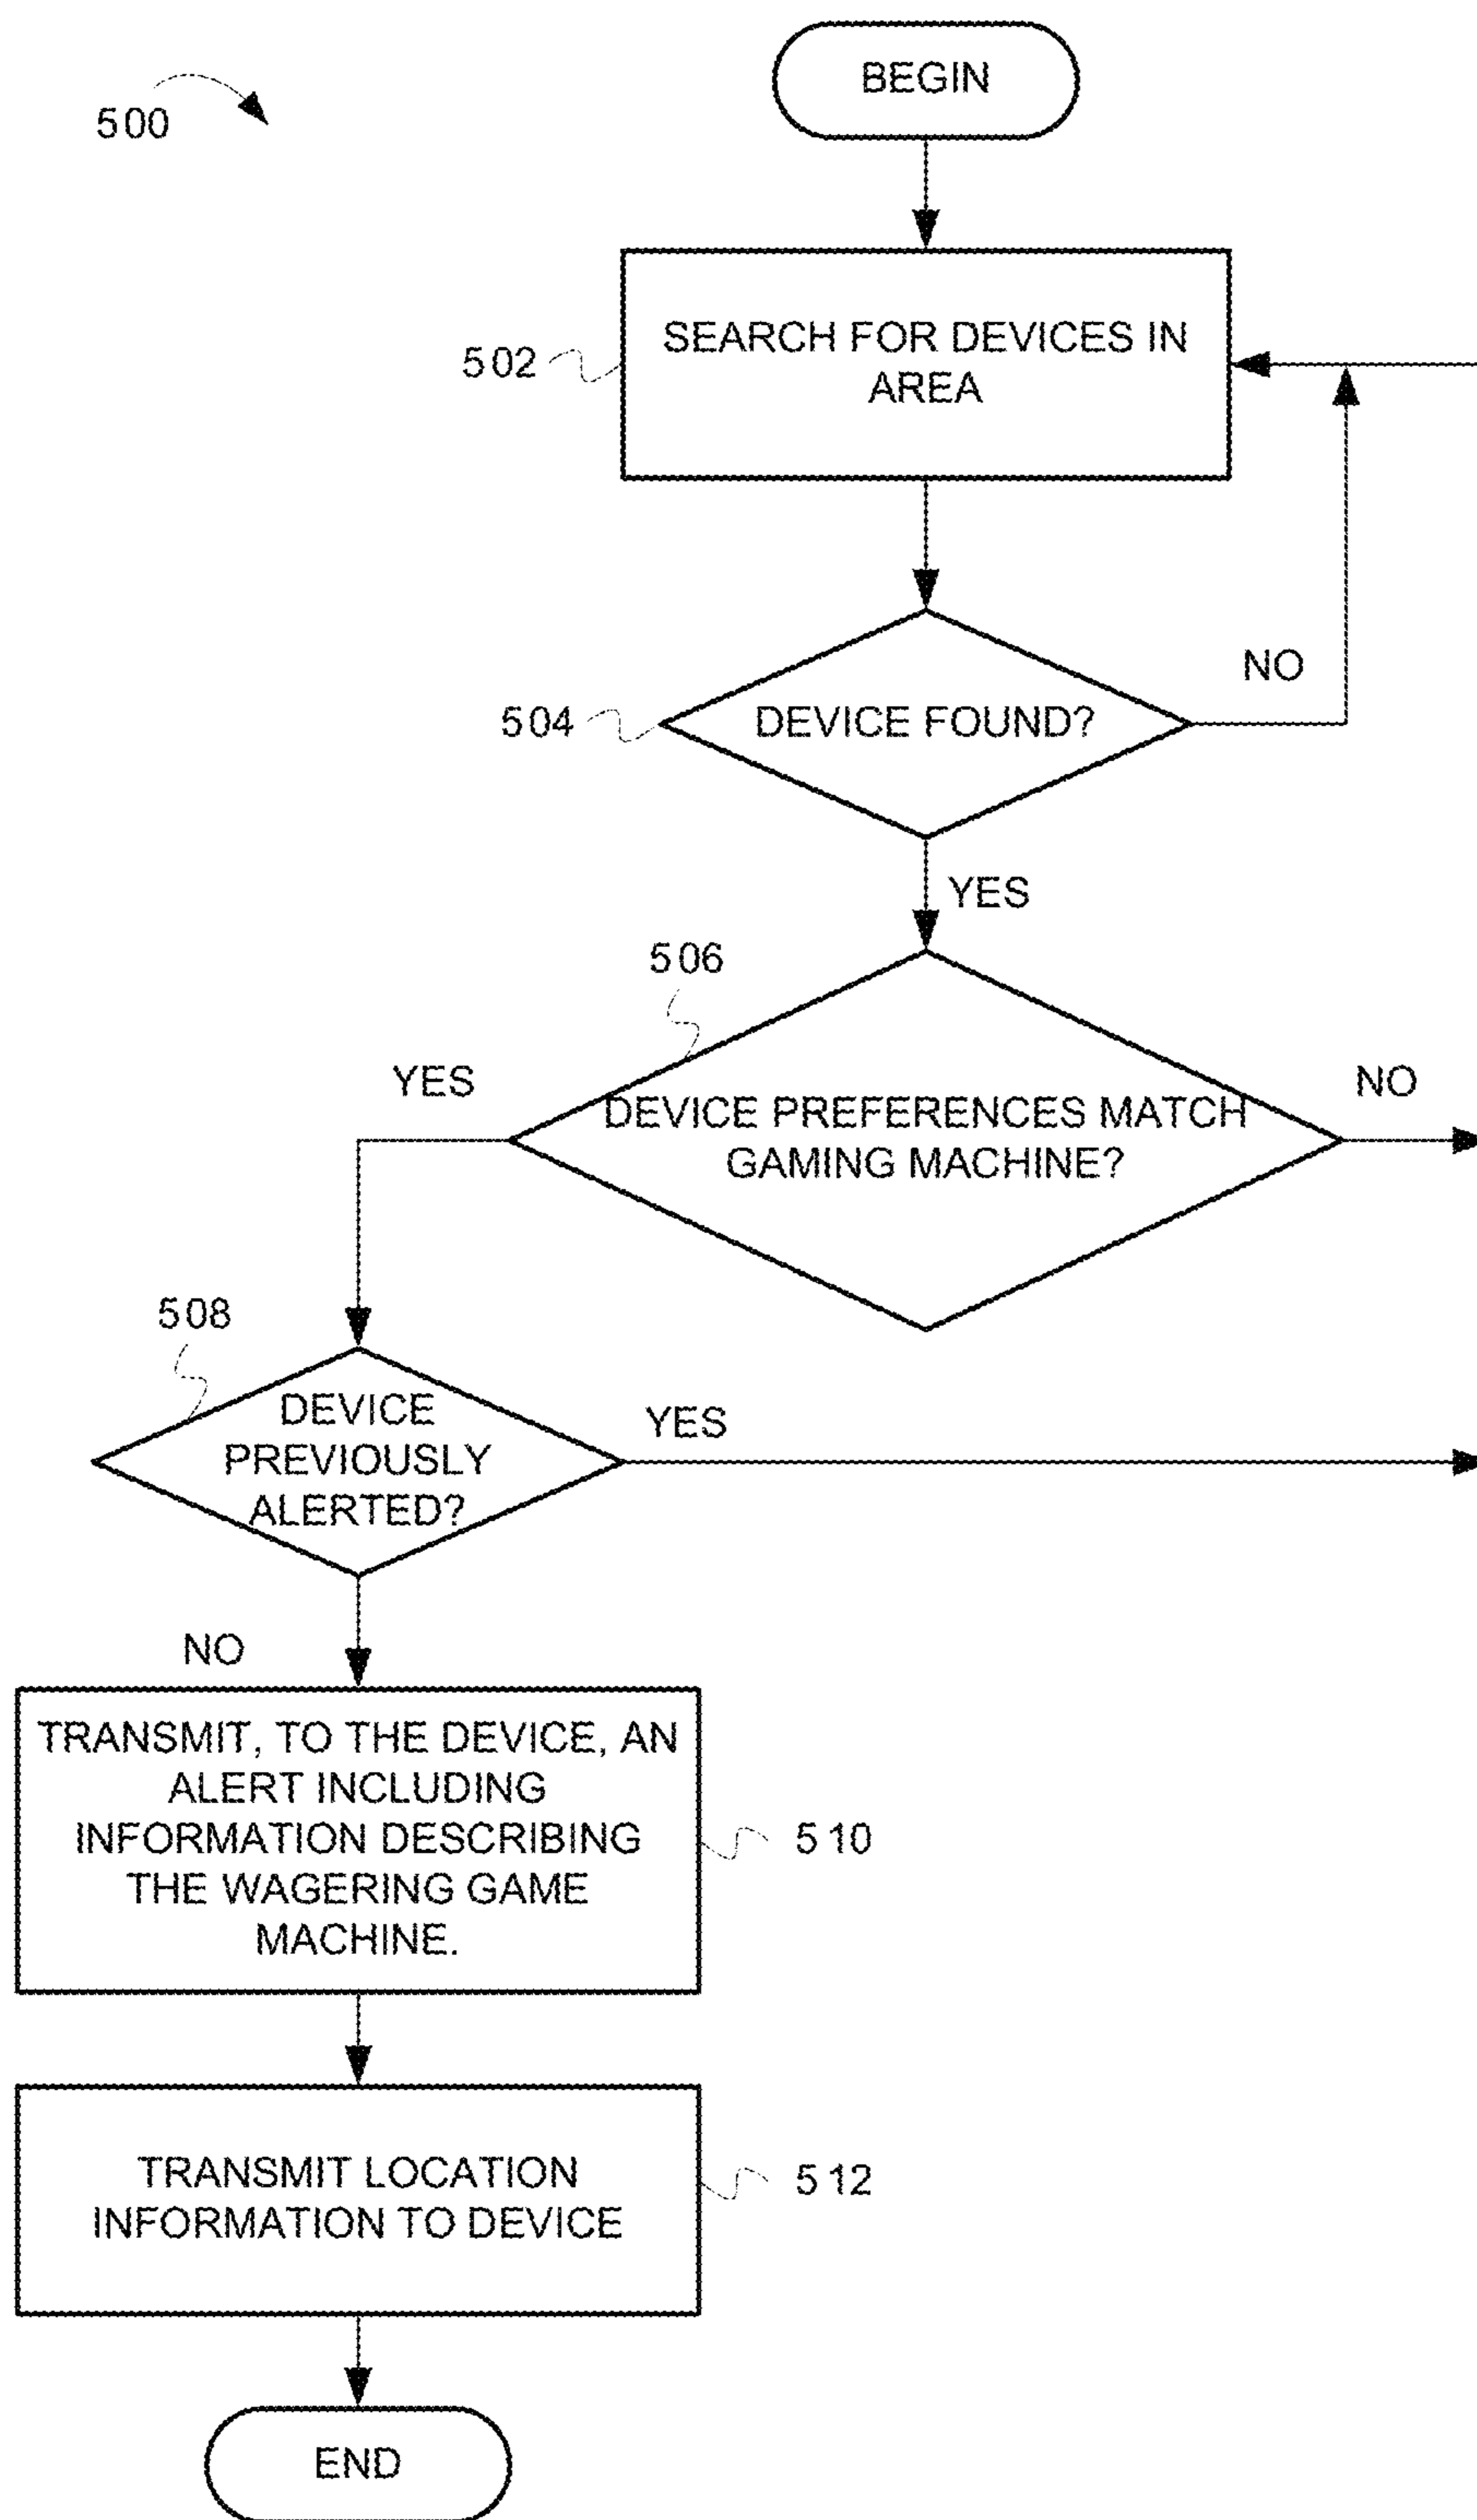 BEGIN
500
SEARCH FOR DEVICES IN
AREA
502
DEVICE FOUND?
504
NO
YES
506
DEVICE PREFERENCES MATCH
GAMING MACHINE?
YES
NO
508
DEVICE
PREVIOUSLY
ALERTED?
YES
NO
TRANSMIT, TO THE DEVICE, AN
ALERT INCLUDING
INFORMATION DESCRIBING
THE WAGERING GAME
MACHINE.
510
TRANSMIT LOCATION
INFORMATION TO DEVICE
512
END